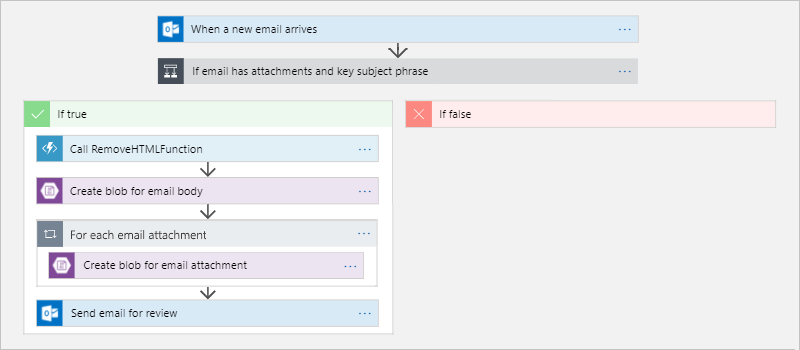 When a new email arrives
If email has attachments and key subject phrase
If true
If false
Call RemoveHTMLFunction
Create blob for email body
For each email attachment
Create blob for email attachment
Send email for review